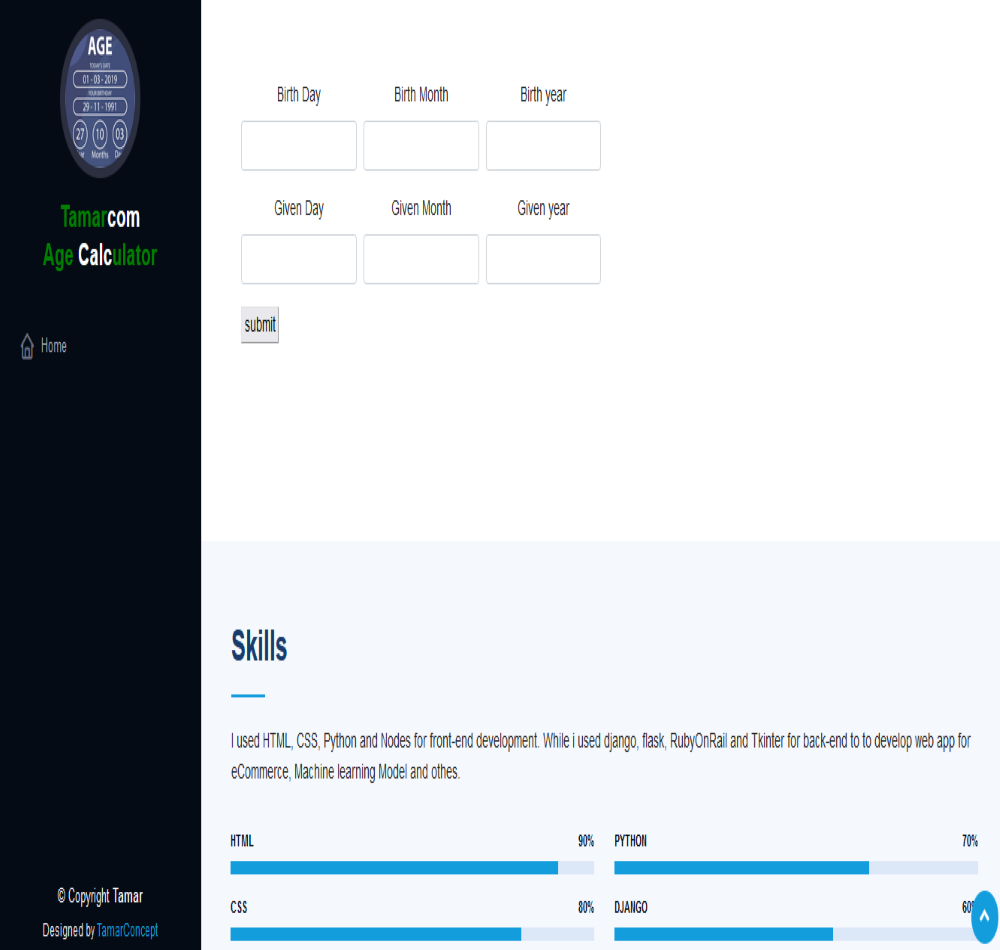 AGE
TODAY'S DATE
01 - 03 - 2019
YOUR BIRTHDAY
29 - 11 - 1991
27 10 03
Months
Tamarcom
Age Calculator
Home
© Copyright Tamar
Designed by TamarConcept
Birth Day Birth Month Birth year
Given Day Given Month Given year
submit
Skills
I used HTML, CSS, Python and Nodes for front-end development. While i used django, flask, RubyOnRail and Tkinter for back-end to to develop web app for
eCommerce, Machine learning Model and othes.
HTML 90% PYTHON 70%
CSS 80% DJANGO 60